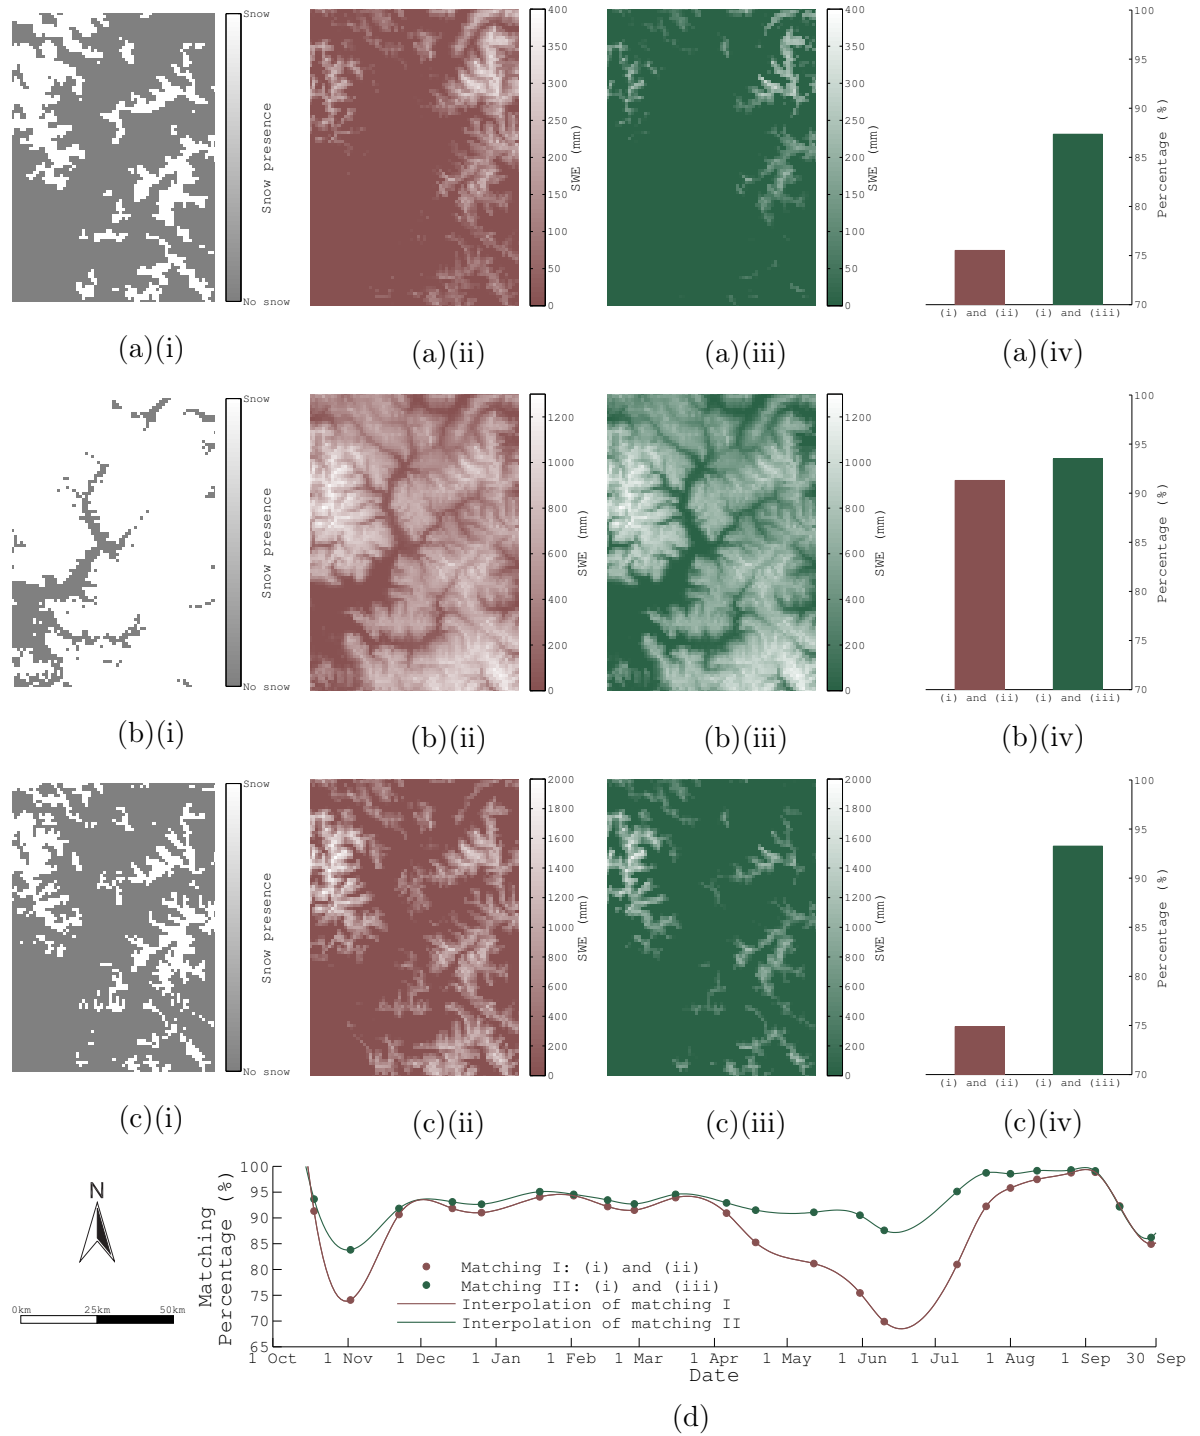 Snow
Snow presence
No snow
400
350
300
250
200
150
100
50
0
SWE (mm)
400
350
300
250
200
150
100
50
0
SWE (mm)
100
95
90
85
80
75
70
Percentage (%)
(i) and (ii) (i) and (iii)
(a)(i) (a)(ii) (a)(iii) (a)(iv)
Snow
Snow presence
No snow
1200
1000
800
600
400
200
0
SWE (mm)
1200
1000
800
600
400
200
0
SWE (mm)
100
95
90
85
80
75
70
Percentage (%)
(i) and (ii) (i) and (iii)
(b)(i) (b)(ii) (b)(iii) (b)(iv)
Snow
Snow presence
No snow
2000
1800
1600
1400
1200
1000
800
600
400
200
0
SWE (mm)
2000
1800
1600
1400
1200
1000
800
600
400
200
0
SWE (mm)
100
95
90
85
80
75
70
Percentage (%)
(i) and (ii) (i) and (iii)
(c)(i) (c)(ii) (c)(iii) (c)(iv)
N
0km 25km 50km
Matching
Percentage (%)
100
95
90
85
80
75
70
65
Matching I: (i) and (ii)
Matching II: (i) and (iii)
Interpolation of matching I
Interpolation of matching II
1 Oct 1 Nov 1 Dec 1 Jan 1 Feb 1 Mar 1 Apr 1 May 1 Jun 1 Jul 1 Aug 1 Sep 30 Sep
Date
(d)